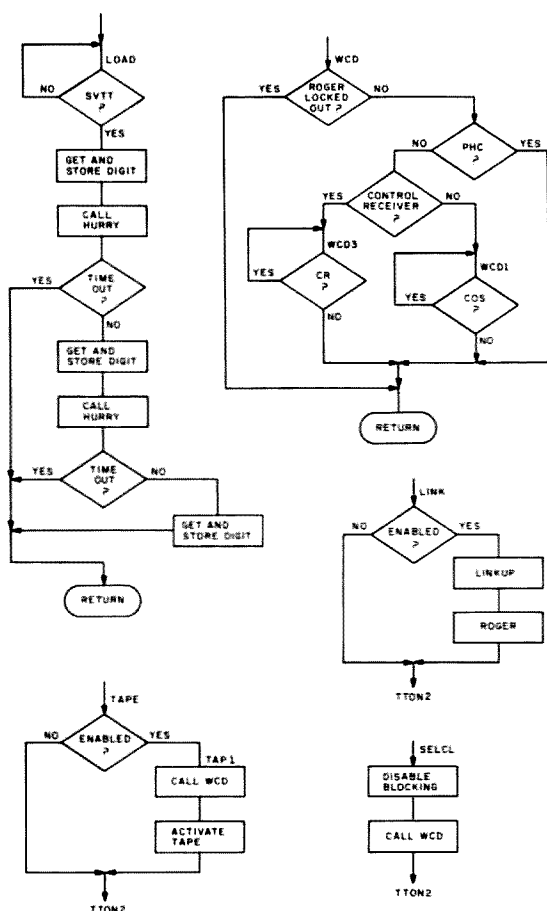 LOAD
NO
SVTT
?
YES
GET AND
STORE DIGIT
CALL
HURRY
YES
TIME
OUT
?
NO
GET AND
STORE DIGIT
CALL
HURRY
YES
TIME
OUT
?
NO
GET AND
STORE DIGIT
RETURN
WCD
YES
ROGER
LOCKED
OUT ?
NO
NO
PHC
?
YES
YES
CONTROL
RECEIVER
?
NO
WCD3
YES
CR
?
NO
WCD1
YES
COS
?
NO
RETURN
LINK
NO
ENABLED
?
YES
LINKUP
ROGER
TTON2
TAPE
NO
ENABLED
?
YES
TAP1
CALL WCD
ACTIVATE
TAPE
TTON2
SELCL
DISABLE
BLOCKING
CALL WCD
TTON2